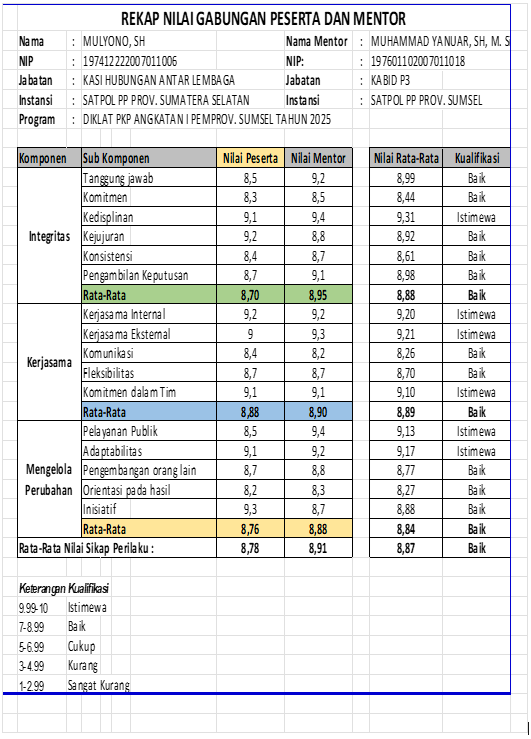 REKAP NILAI GABUNGAN PESERTA DAN MENTOR
Nama : MULYONO, SH Nama Mentor : MUHAMMAD YANUAR, SH, M. S
NIP : 197412222007011006 NIP: : 197601102007011018
Jabatan : KASI HUBUNGAN ANTAR LEMBAGA Jabatan : KABID P3
Instansi : SATPOL PP PROV. SUMATERA SELATAN Instansi : SATPOL PP PROV. SUMSEL
Program : DIKLAT PKP ANGKATAN I PEMPROV. SUMSEL TAHUN 2025
Komponen Sub Komponen Nilai Peserta Nilai Mentor Nilai Rata-Rata Kualifikasi
Tanggung jawab 8,5 9,2 8,99 Baik
Komitmen 8,3 8,5 8,44 Baik
Kedisplinan 9,1 9,4 9,31 Istimewa
Integritas Kejujuran 9,2 8,8 8,92 Baik
Konsistensi 8,4 8,7 8,61 Baik
Pengambilan Keputusan 8,7 9,1 8,98 Baik
Rata-Rata 8,70 8,95 8,88 Baik
Kerjasama Internal 9,2 9,2 9,20 Istimewa
Kerjasama Eksternal 9 9,3 9,21 Istimewa
Kerjasama Komunikasi 8,4 8,2 8,26 Baik
Fleksibilitas 8,7 8,7 8,70 Baik
Komitmen dalam Tim 9,1 9,1 9,10 Istimewa
Rata-Rata 8,88 8,90 8,89 Baik
Pelayanan Publik 8,5 9,4 9,13 Istimewa
Adaptabilitas 9,1 9,2 9,17 Istimewa
Mengelola Perubahan Pengembangan orang lain 8,7 8,8 8,77 Baik
Orientasi pada hasil 8,2 8,3 8,27 Baik
Inisiatif 9,3 8,7 8,88 Baik
Rata-Rata 8,76 8,88 8,84 Baik
Rata-Rata Nilai Sikap Perilaku : 8,78 8,91 8,87 Baik
Keterangan Kualifikasi
9.99-10 Istimewa
7-8.99 Baik
5-6.99 Cukup
3-4.99 Kurang
1-2.99 Sangat Kurang